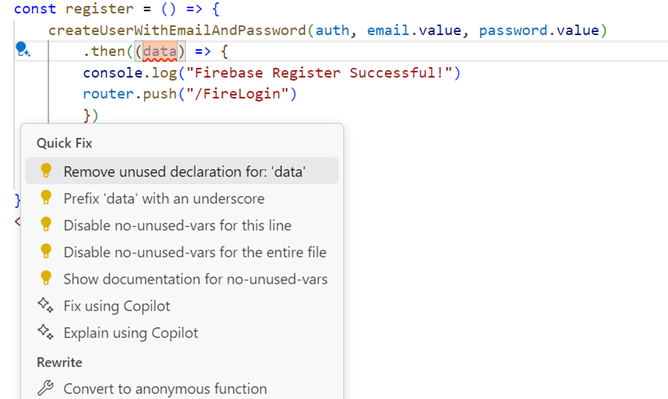 const register = () => {
createUserWithEmailAndPassword(auth, email.value, password.value)
.then((data) => {
console.log("Firebase Register Successful!")
router.push("/FireLogin")
})
Quick Fix
Remove unused declaration for: 'data'
Prefix 'data' with an underscore
}
Disable no-unused-vars for this line
<
Disable no-unused-vars for the entire file
Show documentation for no-unused-vars
Fix using Copilot
Explain using Copilot
Rewrite
Convert to anonymous function